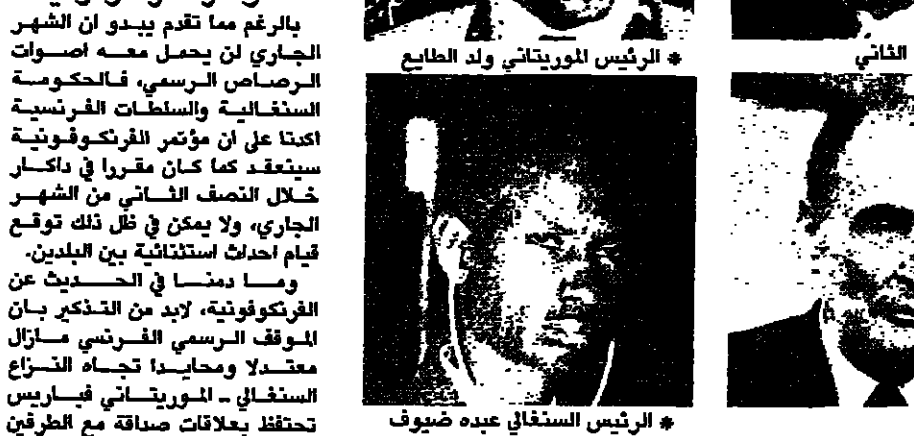 بالرغم مما تقدم يبدو ان الشهر
الجاري لن يحمل معه اصوات
الرصاص الرسمي، فالحكومة
السنغالية والسلطات الفرنسية
اكدتا على ان مؤتمر الفرنكوفونية
سينعقد كما كان مقررا في داكار
خلال النصف الثاني من الشهر
الجاري، ولا يمكن في ظل ذلك توقع
قيام احداث استثنائية بين البلدين.
وما دمنا في الحديث عن
الفرنكوفونية، لابد من التذكير بان
الموقف الرسمي الفرنسي مازال
معتدلا ومحايدا تجاه النزاع
السنغالي ـ الموريتاني فباريس
تحتفظ بعلاقات صداقة مع الطرفين
* الرئيس الموريتاني ولد الطايع
* الرئيس السنغالي عبده ضيوف
الثاني